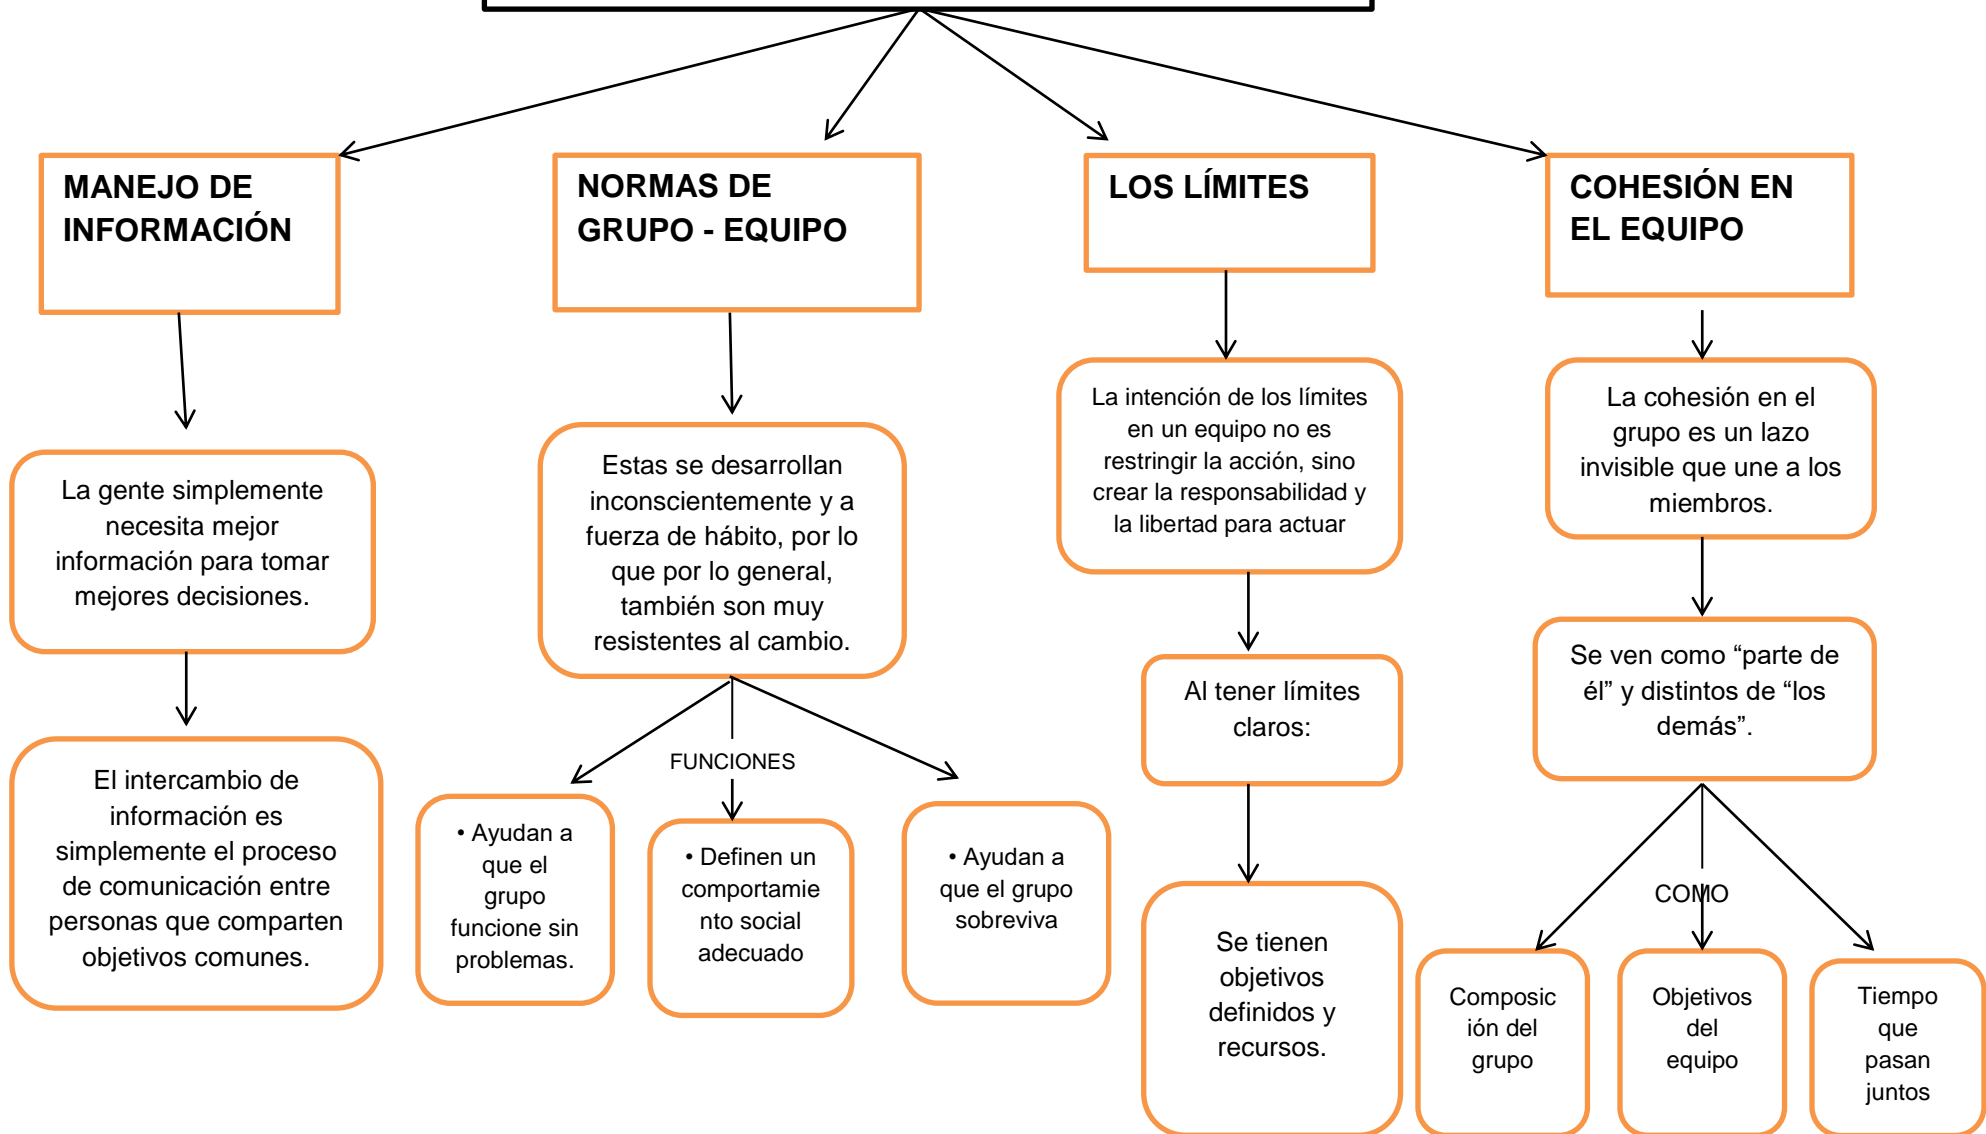 MANEJO DE
INFORMACIÓN
NORMAS DE
GRUPO - EQUIPO
LOS LÍMITES
COHESIÓN EN
EL EQUIPO
La gente simplemente
necesita mejor
información para tomar
mejores decisiones.
El intercambio de
información es
simplemente el proceso
de comunicación entre
personas que comparten
objetivos comunes.
Estas se desarrollan
inconscientemente y a
fuerza de hábito, por lo
que por lo general,
también son muy
resistentes al cambio.
FUNCIONES
• Ayudan a
que el
grupo
funcione sin
problemas.
• Definen un
comportamie
nto social
adecuado
• Ayudan a
que el grupo
sobreviva
La intención de los límites
en un equipo no es
restringir la acción, sino
crear la responsabilidad y
la libertad para actuar
Al tener límites
claros:
Se tienen
objetivos
definidos y
recursos.
La cohesión en el
grupo es un lazo
invisible que une a los
miembros.
Se ven como “parte de
él” y distintos de “los
demás”.
COMO
Composic
ión del
grupo
Objetivos
del
equipo
Tiempo
que
pasan
juntos